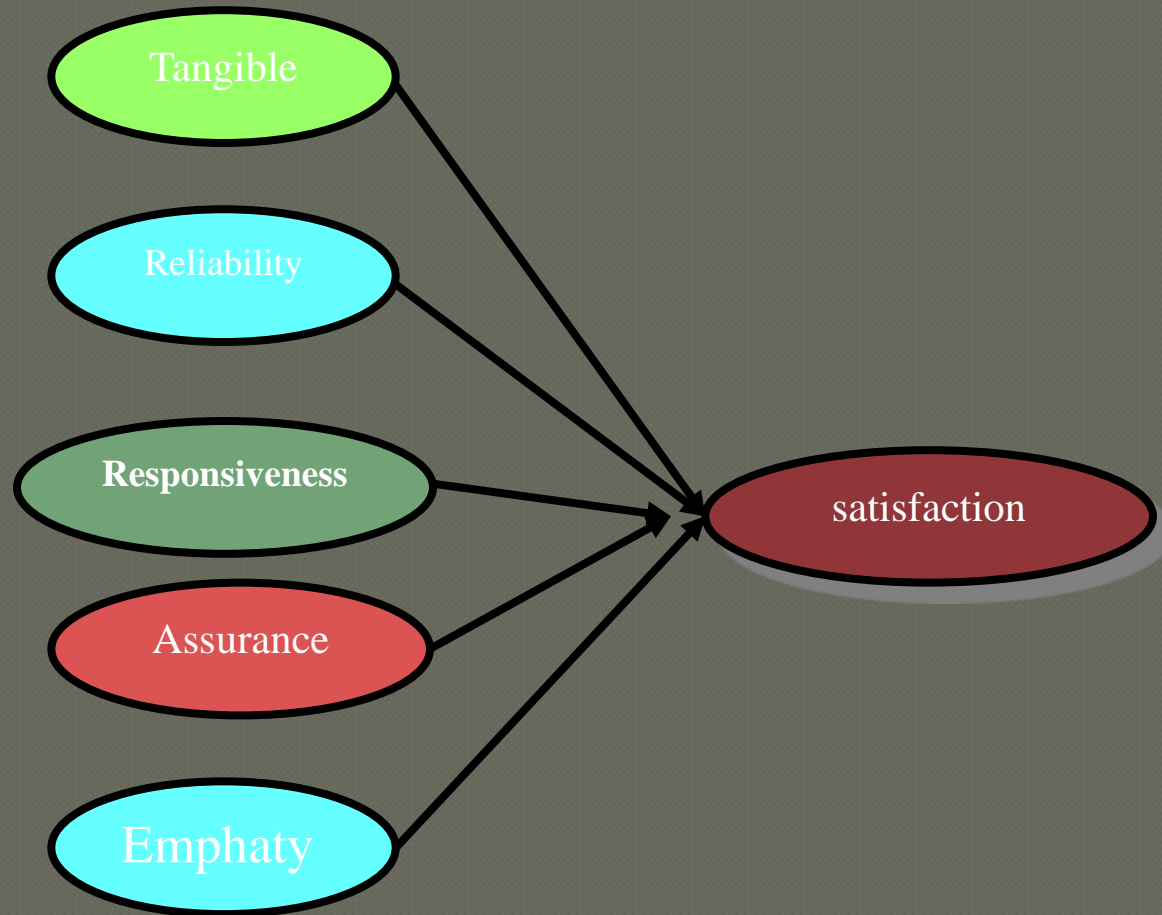 Tangible
Reliability
Responsiveness
satisfaction
Assurance
Emphaty